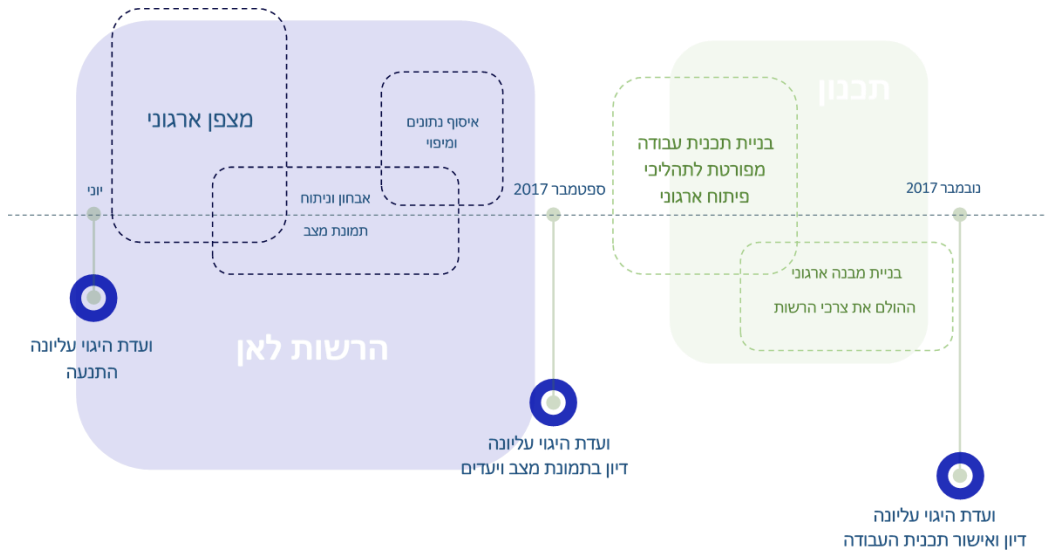 תכנון
מצפן ארגוני
איסוף נתונים
ומיפוי
בניית תכנית עבודה
מפורטת לתהליכי
פיתוח ארגוני
יוני
אבחון וניתוח
תמונת מצב
ספטמבר 2017
נובמבר 2017
בניית מבנה ארגוני
ההולם את צרכי הרשות
הרשות לאן
ועדת היגוי עליונה
התנעה
ועדת היגוי עליונה
דיון בתמונת מצב ויעדים
ועדת היגוי עליונה
דיון ואישור תכנית העבודה